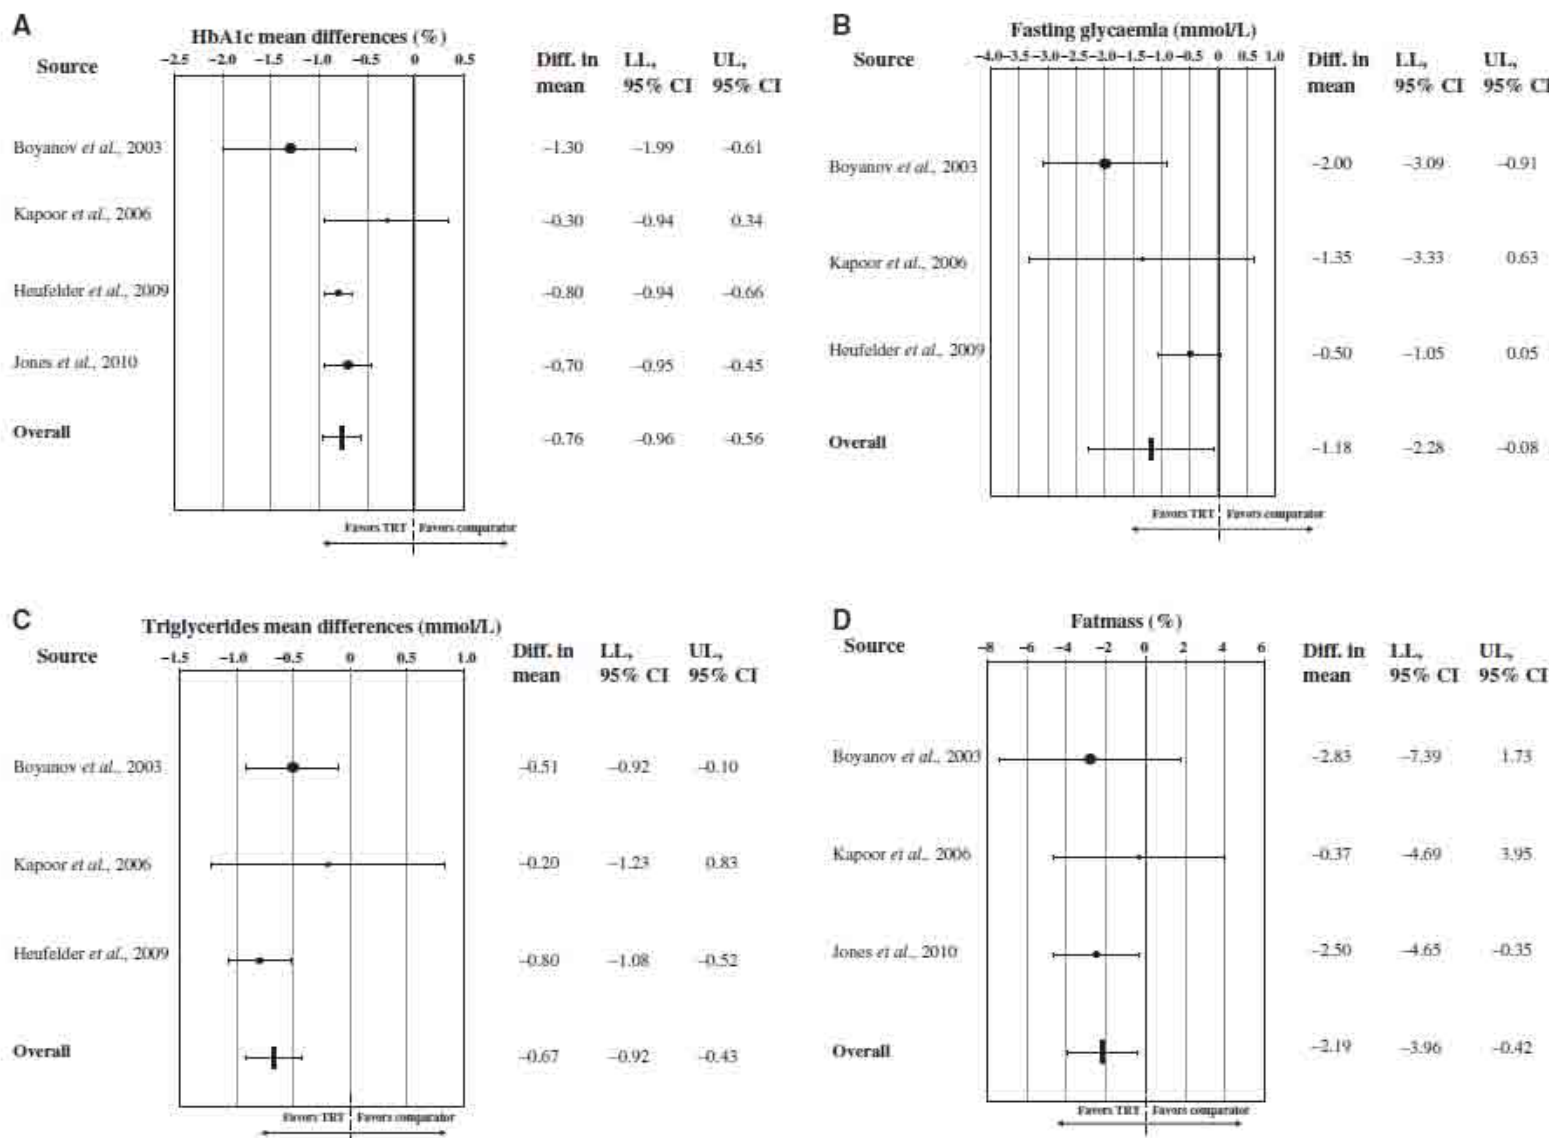 A
HbA1c mean differences (%)
Source
−2.5 −2.0 −1.5 −1.0 −0.5 0 0.5
Diff. in mean
LL, 95% CI
UL, 95% CI
Boyanov et al., 2003 −1.30 −1.99 −0.61
Kapoor et al., 2006 −0.30 −0.94 0.34
Heufelder et al., 2009 −0.80 −0.94 −0.66
Jones et al., 2010 −0.70 −0.95 −0.45
Overall −0.76 −0.96 −0.56
Favors TRT Favors comparator
B
Fasting glycaemia (mmol/L)
Source
−4.0 −3.5 −3.0 −2.5 −2.0 −1.5 −1.0 −0.5 0 0.5 1.0
Diff. in mean
LL, 95% CI
UL, 95% CI
Boyanov et al., 2003 −2.00 −3.09 −0.91
Kapoor et al., 2006 −1.35 −3.33 0.63
Heufelder et al., 2009 −0.50 −1.05 0.05
Overall −1.18 −2.28 −0.08
Favors TRT Favors comparator
C
Triglycerides mean differences (mmol/L)
Source
−1.5 −1.0 −0.5 0 0.5 1.0
Diff. in mean
LL, 95% CI
UL, 95% CI
Boyanov et al., 2003 −0.51 −0.92 −0.10
Kapoor et al., 2006 −0.20 −1.23 0.83
Heufelder et al., 2009 −0.80 −1.08 −0.52
Overall −0.67 −0.92 −0.43
Favors TRT Favors comparator
D
Fatmass (%)
Source
−8 −6 −4 −2 0 2 4 6
Diff. in mean
LL, 95% CI
UL, 95% CI
Boyanov et al., 2003 −2.83 −7.39 1.73
Kapoor et al., 2006 −0.37 −4.69 3.95
Jones et al., 2010 −2.50 −4.65 −0.35
Overall −2.19 −3.96 −0.42
Favors TRT Favors comparator